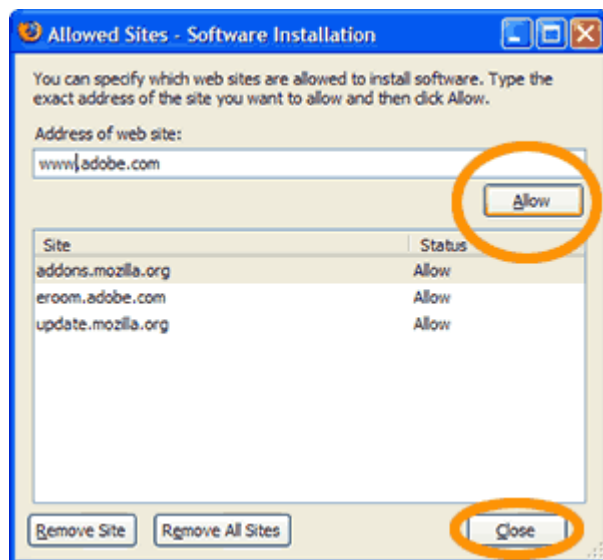 Allowed Sites - Software Installation
You can specify which web sites are allowed to install software. Type the
exact address of the site you want to allow and then click Allow.
Address of web site:
www.adobe.com
Allow
Site Status
addons.mozilla.org Allow
eroom.adobe.com Allow
update.mozilla.org Allow
Remove Site Remove All Sites Close